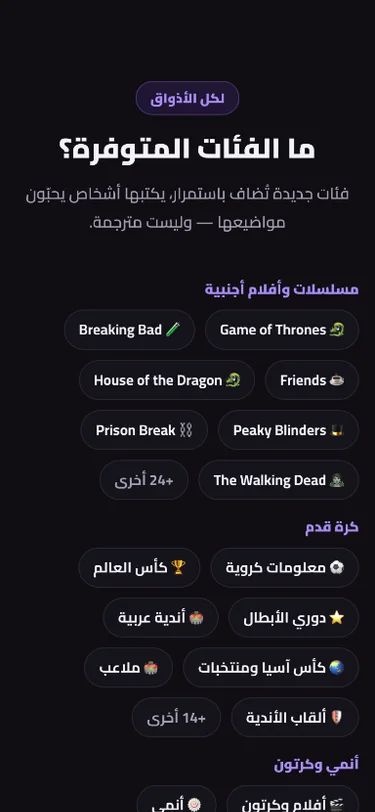 لكل الأذواق
ما الفئات المتوفرة؟
فئات جديدة تُضاف باستمرار، يكتبها أشخاص يحبّون
مواضيعها — وليست مترجمة.
مسلسلات وأفلام أجنبية
Game of Thrones
Breaking Bad
Friends
House of the Dragon
Peaky Blinders
Prison Break
The Walking Dead
+24 أخرى
كرة قدم
معلومات كروية
كأس العالم
دوري الأبطال
أندية عربية
كأس آسيا ومنتخبات
ملاعب
ألقاب الأندية
+14 أخرى
أنمي وكرتون
أفلام وكرتون
أنمي